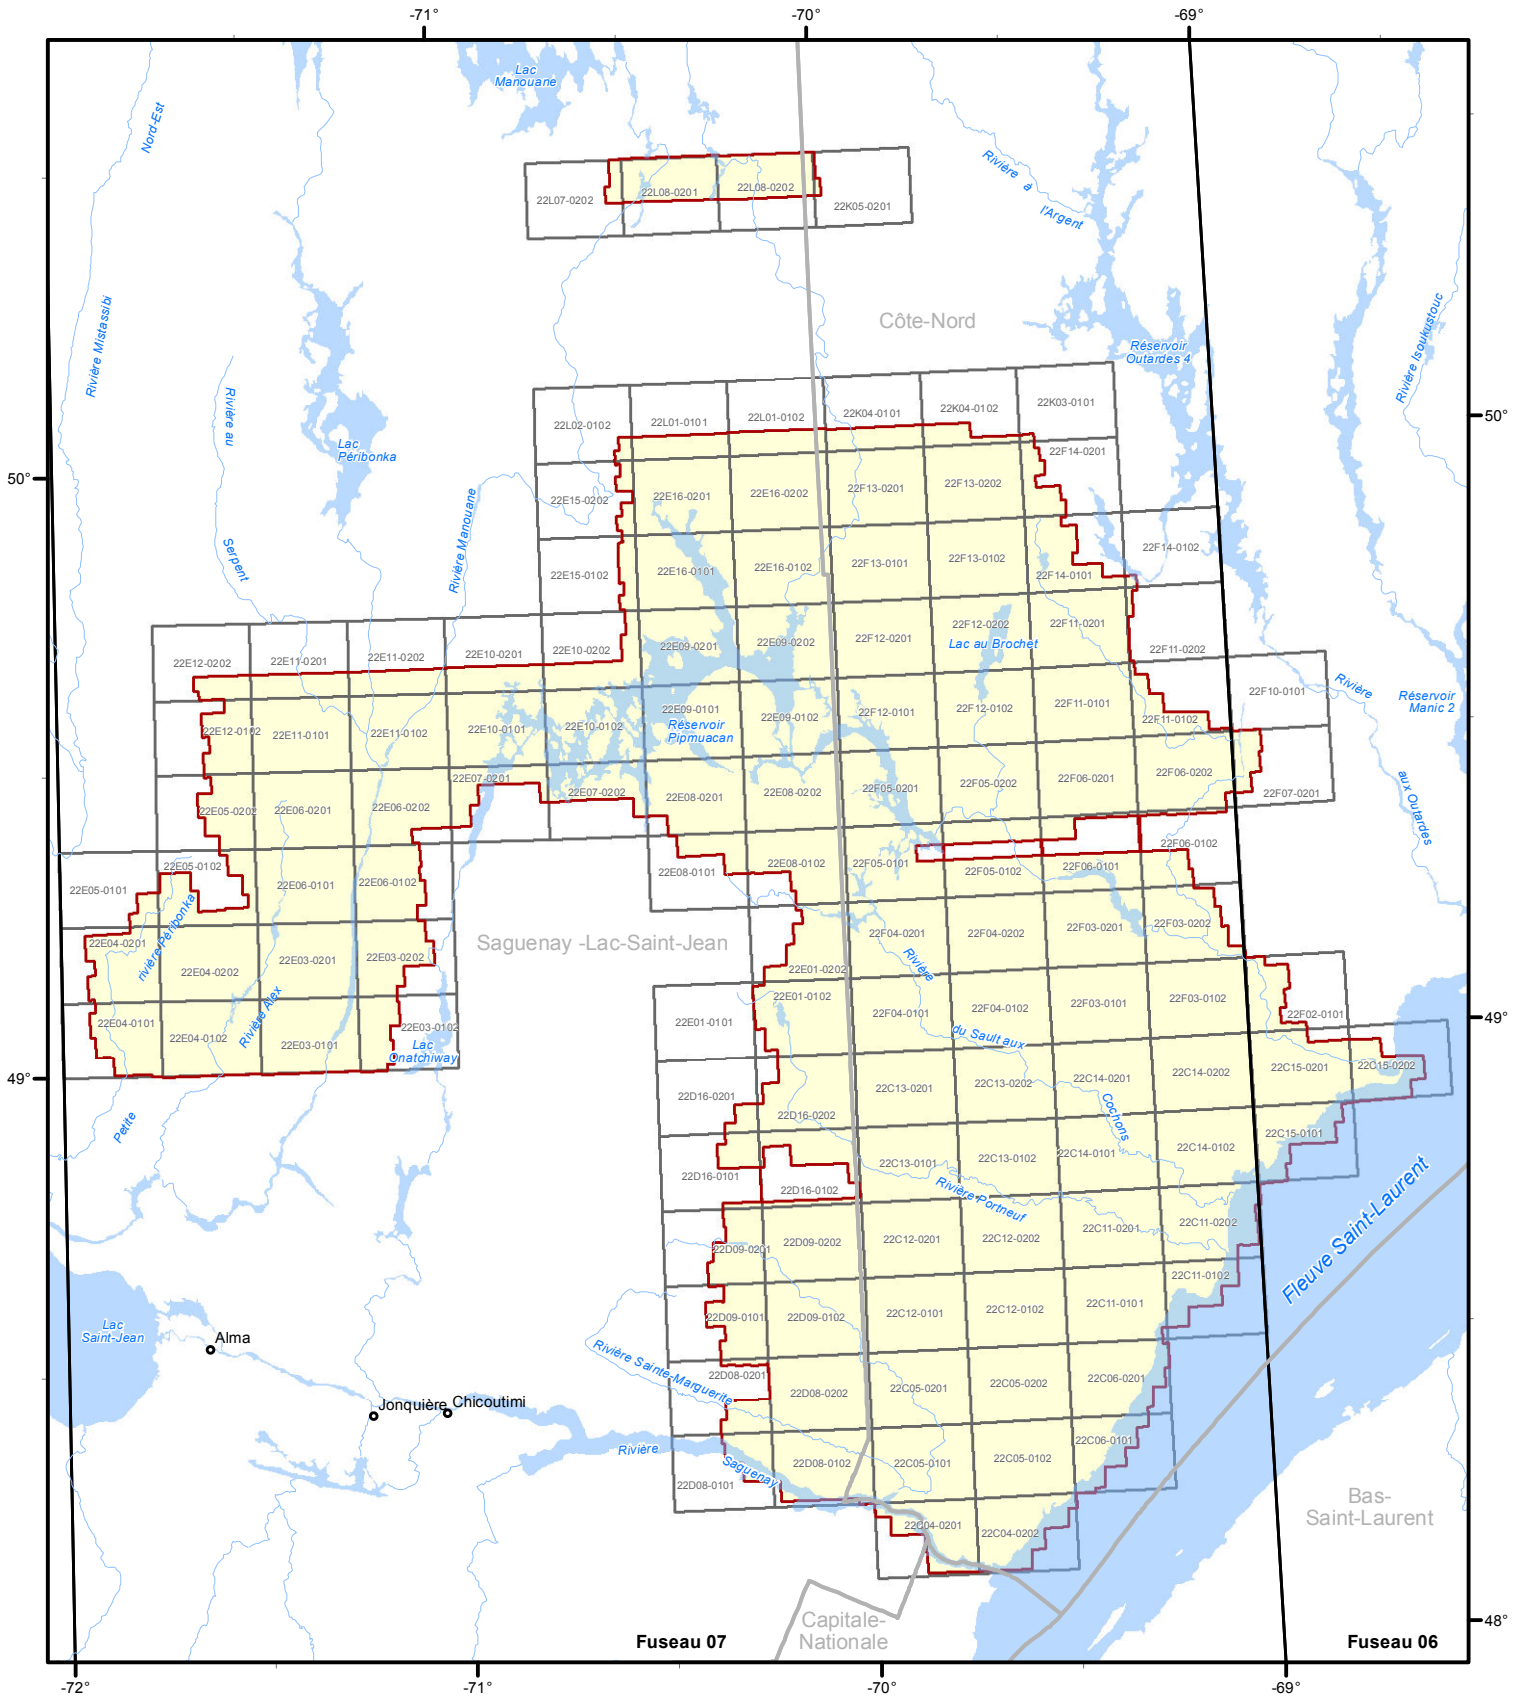 -71°
-70°
-69°
Lac
Manouane
Nord-Est
Rivière à
l'Argent
22L07-0202
22L08-0201
22L08-0202
22K05-0201
Rivière Mistassibi
Côte-Nord
Réservoir
Outardes 4
Rivière Isoukustouc
Rivière au
Serpent
Lac
Péribonka
Rivière Manouane
22L02-0102
22L01-0101
22L01-0102
22K04-0101
22K04-0102
22K03-0101
50°
50°
22E15-0202
22E16-0201
22E16-0202
22F13-0201
22F13-0202
22F14-0201
22E15-0102
22E16-0101
22E16-0102
22F13-0101
22F13-0102
22F14-0101
22F14-0102
22E12-0202
22E11-0201
22E11-0202
22E10-0201
22E10-0202
22E09-0201
22E09-0202
22F12-0201
22F12-0202
Lac au Brochet
22F11-0201
22F11-0202
22F10-0101
Rivière
aux Outardes
Réservoir
Manic 2
22E12-0102
22E11-0101
22E11-0102
22E10-0101
22E10-0102
22E09-0101
Réservoir
Pipmuacan
22E09-0102
22F12-0101
22F12-0102
22F11-0101
22F11-0102
22E05-0202
22E06-0201
22E06-0202
22E07-0201
22E07-0202
22E08-0201
22E08-0202
22F05-0201
22F05-0202
22F06-0201
22F06-0202
22F07-0201
22E05-0101
22E05-0102
22E06-0101
22E06-0102
22E08-0101
22E08-0102
22F05-0101
22F05-0102
22F06-0101
22F06-0102
rivière Péribonka
22E04-0201
22E04-0202
22E03-0201
22E03-0202
Saguenay -Lac-Saint-Jean
22E01-0202
22F04-0201
22F04-0202
22F03-0201
22F03-0202
Rivière
du Sault aux
Cochons
22E04-0101
22E04-0102
Rivière Alex
22E03-0101
22E03-0102
Lac
Onatchiway
22E01-0101
22E01-0102
22F04-0101
22F04-0102
22F03-0101
22F03-0102
22F02-0101
49°
49°
Petite
22D16-0201
22D16-0202
22C13-0201
22C13-0202
22C14-0201
22C14-0202
22C15-0201
22C15-0202
22D16-0101
22D16-0102
22C13-0101
22C13-0102
22C14-0101
22C14-0102
22C15-0101
Rivière Portneuf
Fleuve Saint-Laurent
22D09-0201
22D09-0202
22C12-0201
22C12-0202
22C11-0201
22C11-0202
22D09-0101
22D09-0102
22C12-0101
22C12-0102
22C11-0101
22C11-0102
Lac
Saint-Jean
Alma
Jonquière
Chicoutimi
Rivière Sainte-Marguerite
22D08-0201
22D08-0202
22C05-0201
22C05-0202
22C06-0201
Rivière
Saguenay
22D08-0101
22D08-0102
22C05-0101
22C05-0102
22C06-0101
22C04-0201
22C04-0202
Bas-
Saint-Laurent
Capitale-
Nationale
48°
Fuseau 07
Fuseau 06
-72°
-71°
-70°
-69°